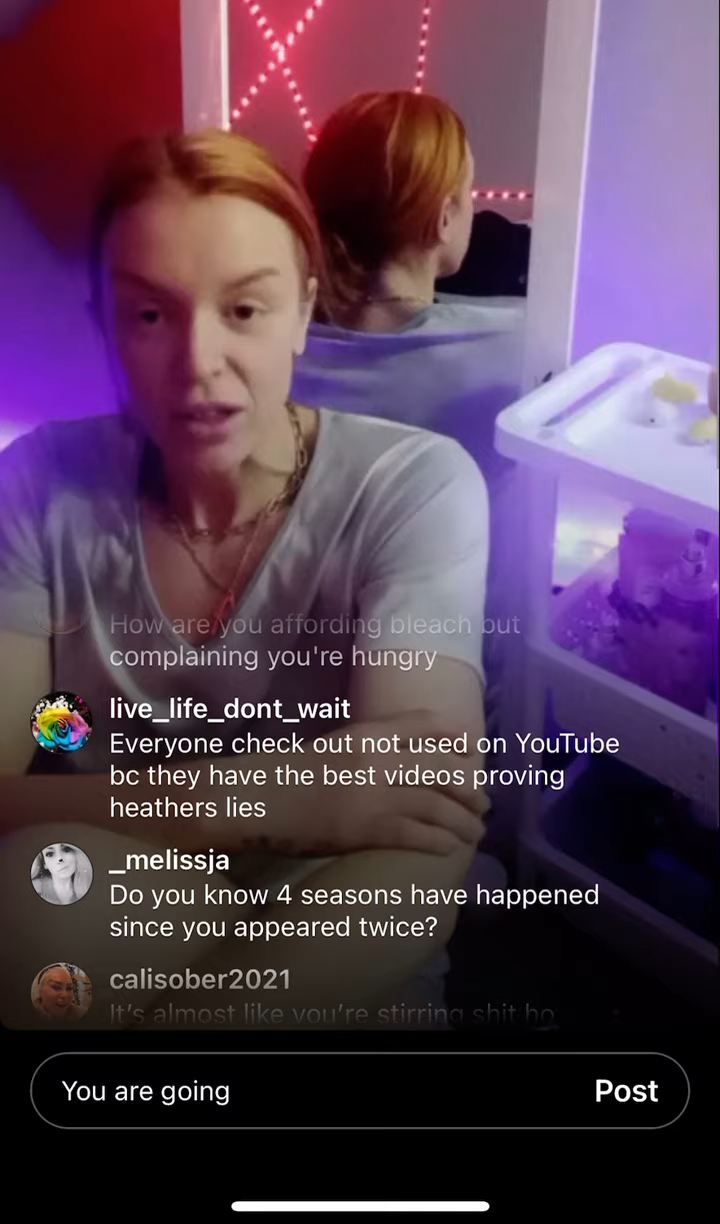 How are you affording bleach but
complaining you're hungry
live_life_dont_wait
Everyone check out not used on YouTube
bc they have the best videos proving
heathers lies
_melissja
Do you know 4 seasons have happened
since you appeared twice?
calisober2021
It's almost like you're stirring shit
You are going
Post